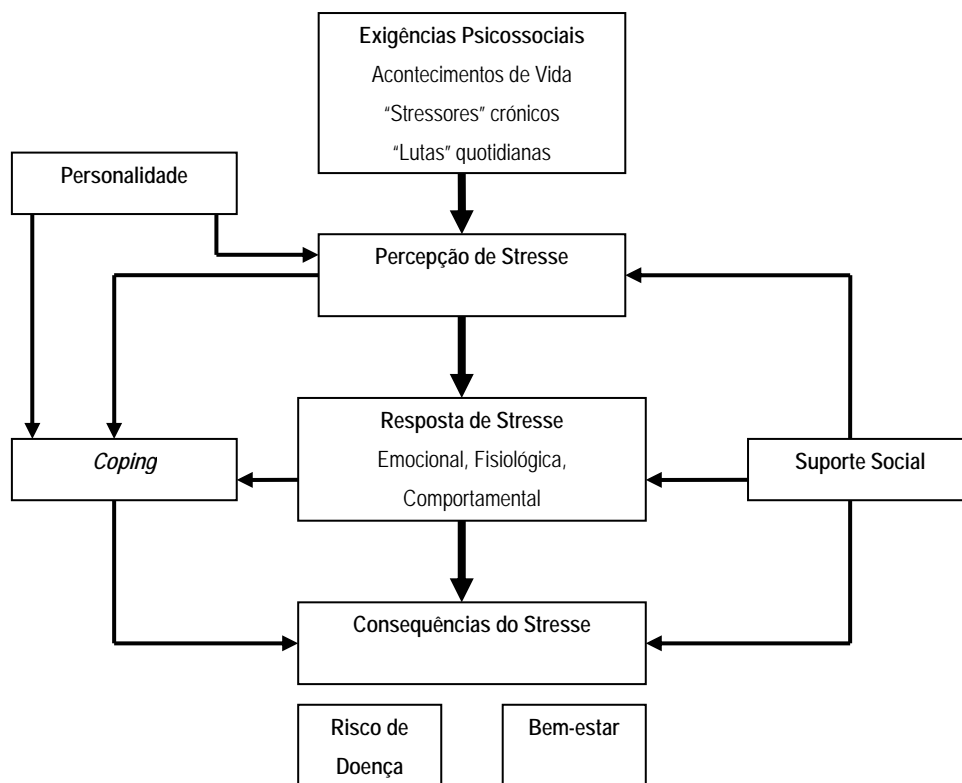 Exigências Psicossociais
Acontecimentos de Vida
“Stressores” crónicos
“Lutas” quotidianas
Personalidade
Percepção de Stresse
Resposta de Stresse
Emocional, Fisiológica,
Comportamental
Coping
Suporte Social
Consequências do Stresse
Risco de
Doença
Bem-estar